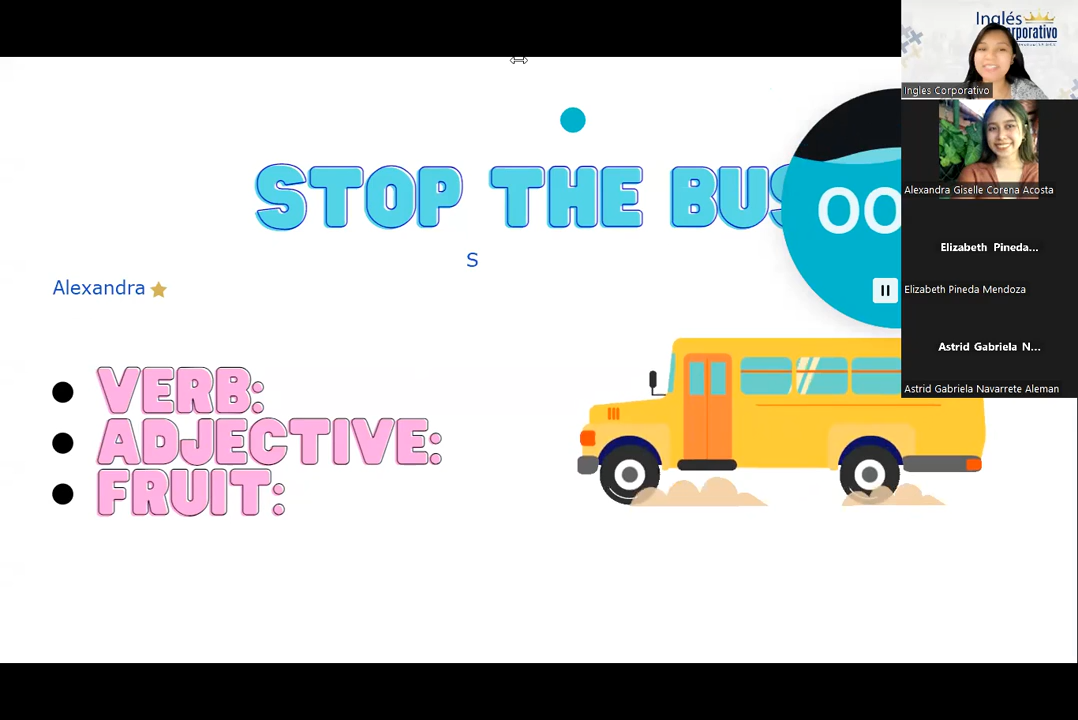 Inglés
Corporativo
Ingles Corporativo
STOP THE BUS
00
S
Alexandra
Alexandra Giselle Corena Acosta
Elizabeth Pineda...
Elizabeth Pineda Mendoza
Astrid Gabriela N...
Astrid Gabriela Navarrete Aleman
VERB:
ADJECTIVE:
FRUIT: